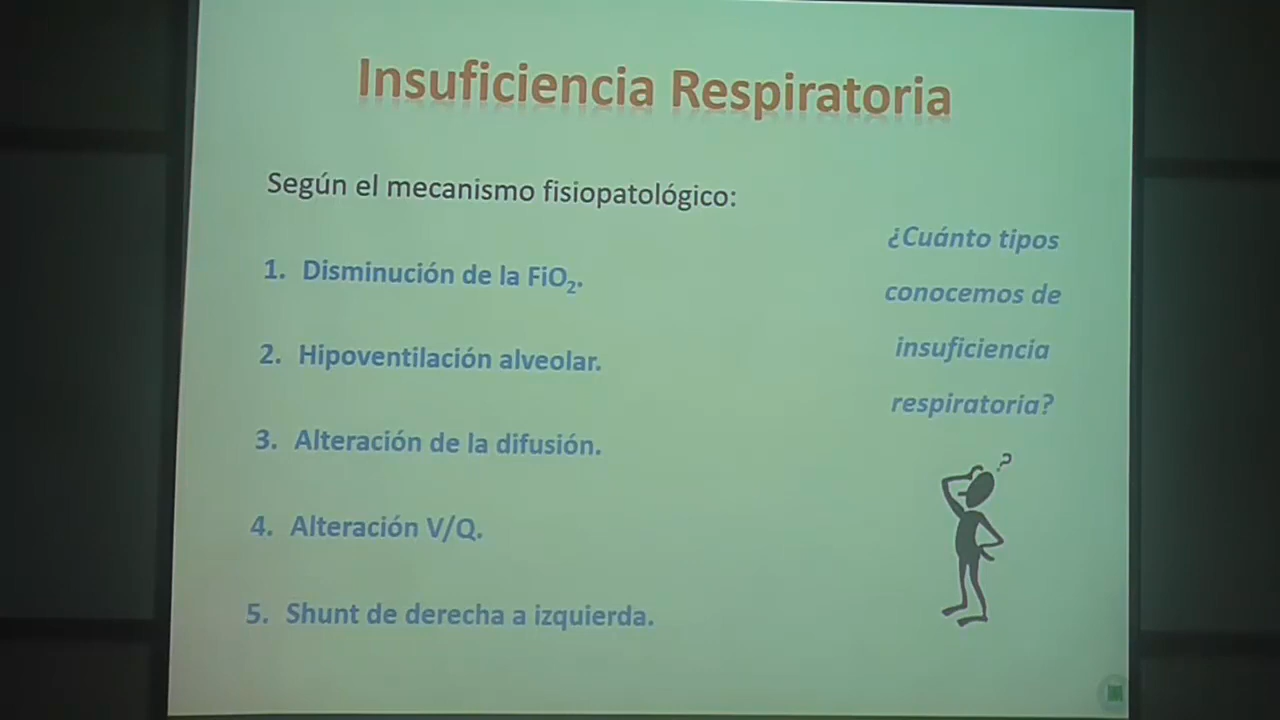 Insuficiencia Respiratoria
Según el mecanismo fisiopatológico:
1. Disminución de la FiO₂.
2. Hipoventilación alveolar.
3. Alteración de la difusión.
4. Alteración V/Q.
5. Shunt de derecha a izquierda.
¿Cuánto tipos
conocemos de
insuficiencia
respiratoria?
?